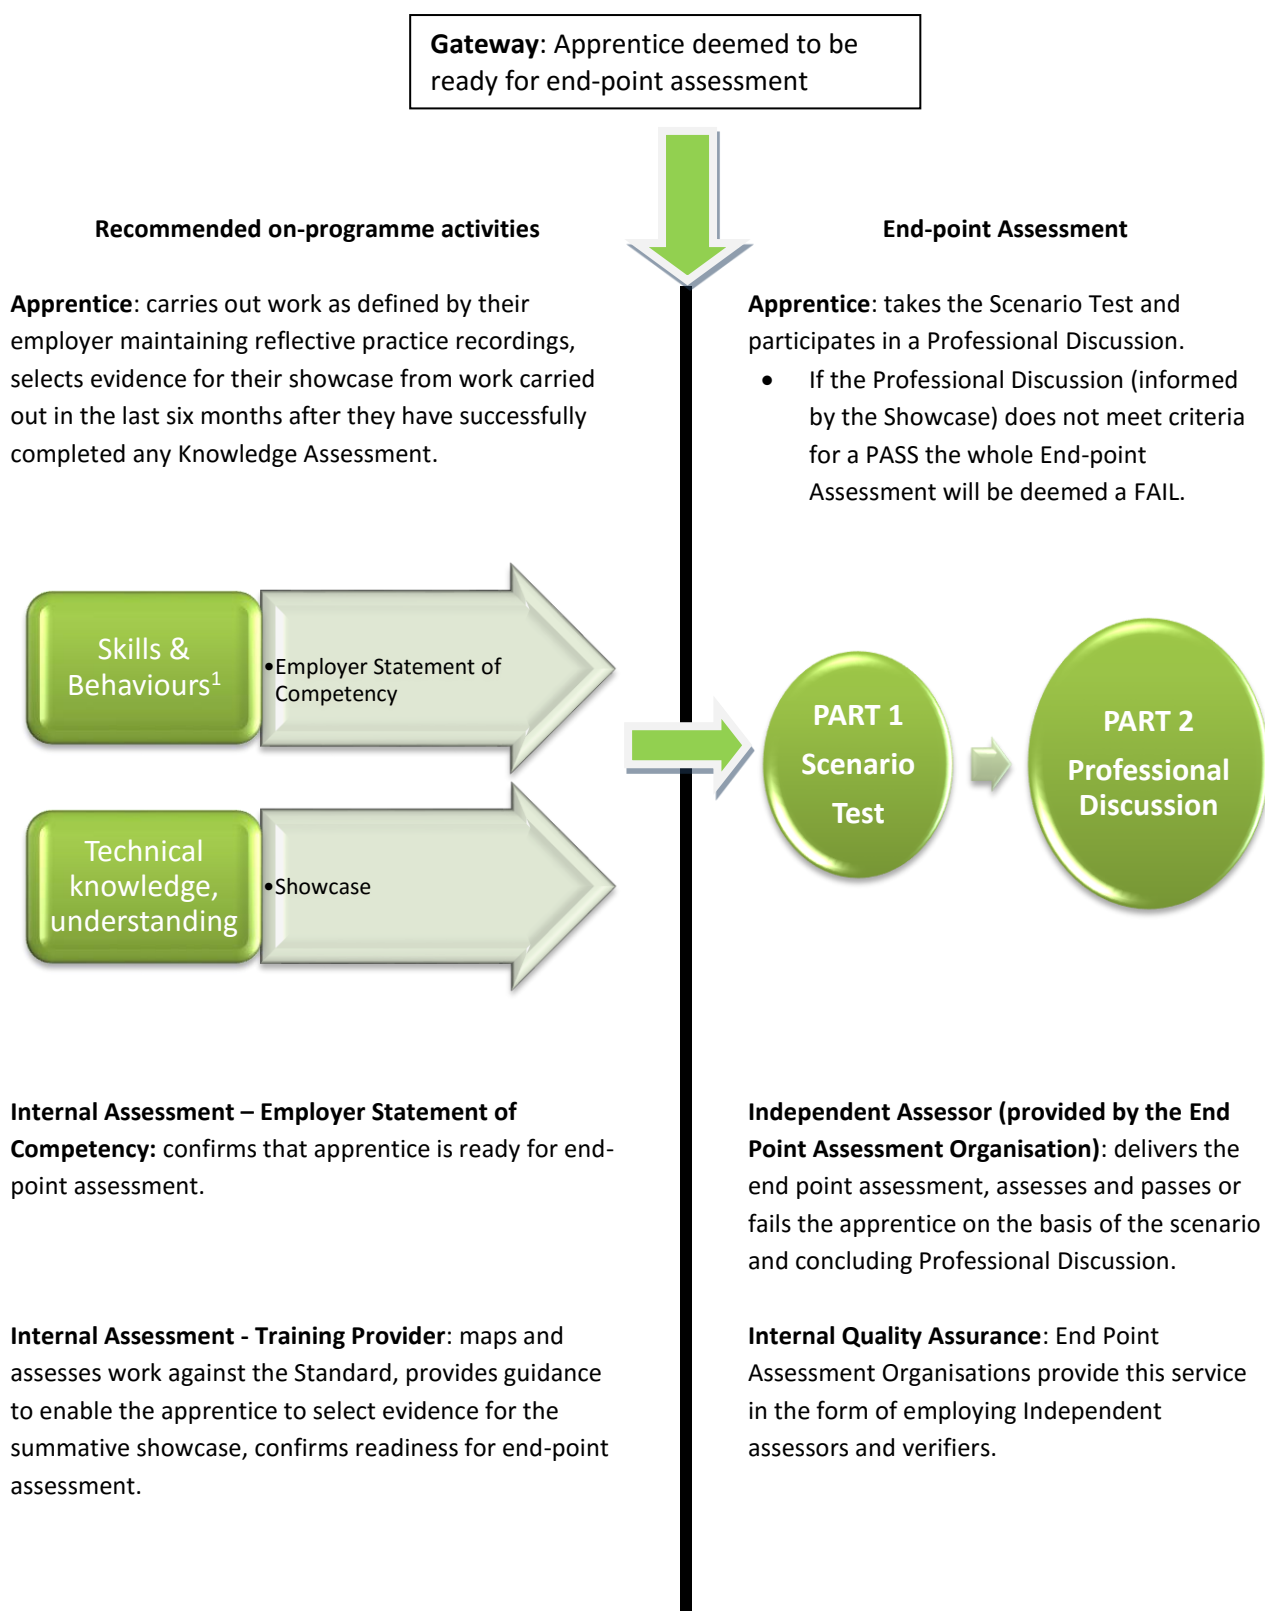 Gateway: Apprentice deemed to be
ready for end-point assessment
Recommended on-programme activities
Apprentice: carries out work as defined by their
employer maintaining reflective practice recordings,
selects evidence for their showcase from work carried
out in the last six months after they have successfully
completed any Knowledge Assessment.
Skills &
Behaviours¹
•Employer Statement of
Competency
Technical
knowledge,
understanding
•Showcase
Internal Assessment – Employer Statement of
Competency: confirms that apprentice is ready for end-
point assessment.
Internal Assessment - Training Provider: maps and
assesses work against the Standard, provides guidance
to enable the apprentice to select evidence for the
summative showcase, confirms readiness for end-point
assessment.
End-point Assessment
Apprentice: takes the Scenario Test and
participates in a Professional Discussion.
• If the Professional Discussion (informed
by the Showcase) does not meet criteria
for a PASS the whole End-point
Assessment will be deemed a FAIL.
PART 1
Scenario
Test
PART 2
Professional
Discussion
Independent Assessor (provided by the End
Point Assessment Organisation): delivers the
end point assessment, assesses and passes or
fails the apprentice on the basis of the scenario
and concluding Professional Discussion.
Internal Quality Assurance: End Point
Assessment Organisations provide this service
in the form of employing Independent
assessors and verifiers.